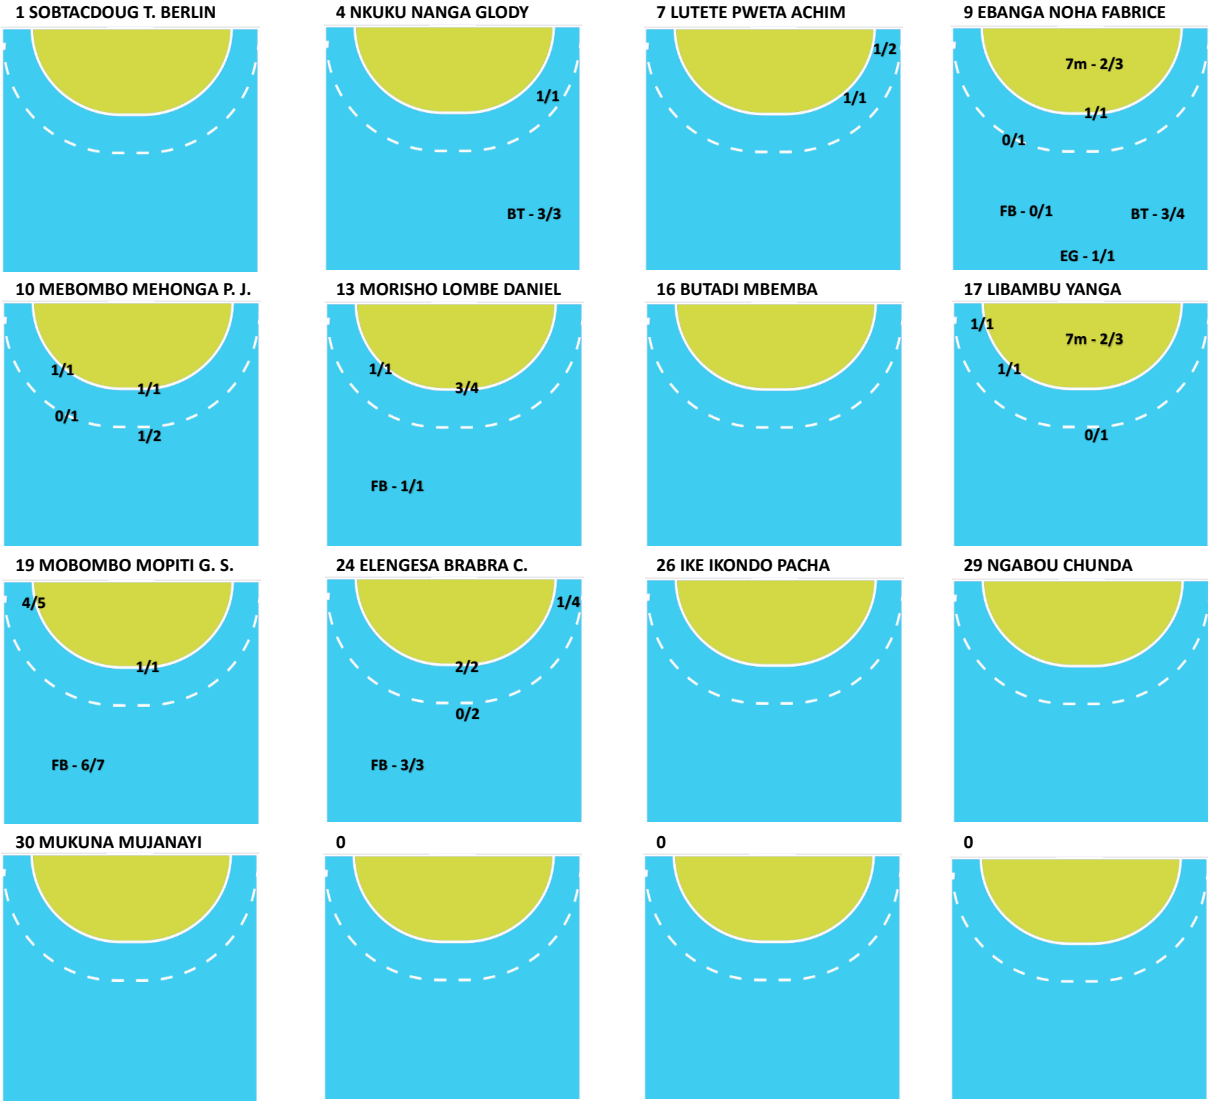 1 SOBTACDOUG T. BERLIN
4 NKUKU NANGA GLODY
1/1
BT - 3/3
7 LUTETE PWETA ACHIM
1/2
1/1
9 EBANGA NOHA FABRICE
7m - 2/3
1/1
0/1
FB - 0/1
BT - 3/4
EG - 1/1
10 MEBOMBO MEHONGA P. J.
1/1
1/1
0/1
1/2
13 MORISHO LOMBE DANIEL
1/1
3/4
FB - 1/1
16 BUTADI MBEMBA
17 LIBAMBU YANGA
1/1
7m - 2/3
1/1
0/1
19 MOBOMBO MOPITI G. S.
4/5
1/1
FB - 6/7
24 ELENGESA BRABRA C.
1/4
2/2
0/2
FB - 3/3
26 IKE IKONDO PACHA
29 NGABOU CHUNDA
30 MUKUNA MUJANAYI
0
0
0